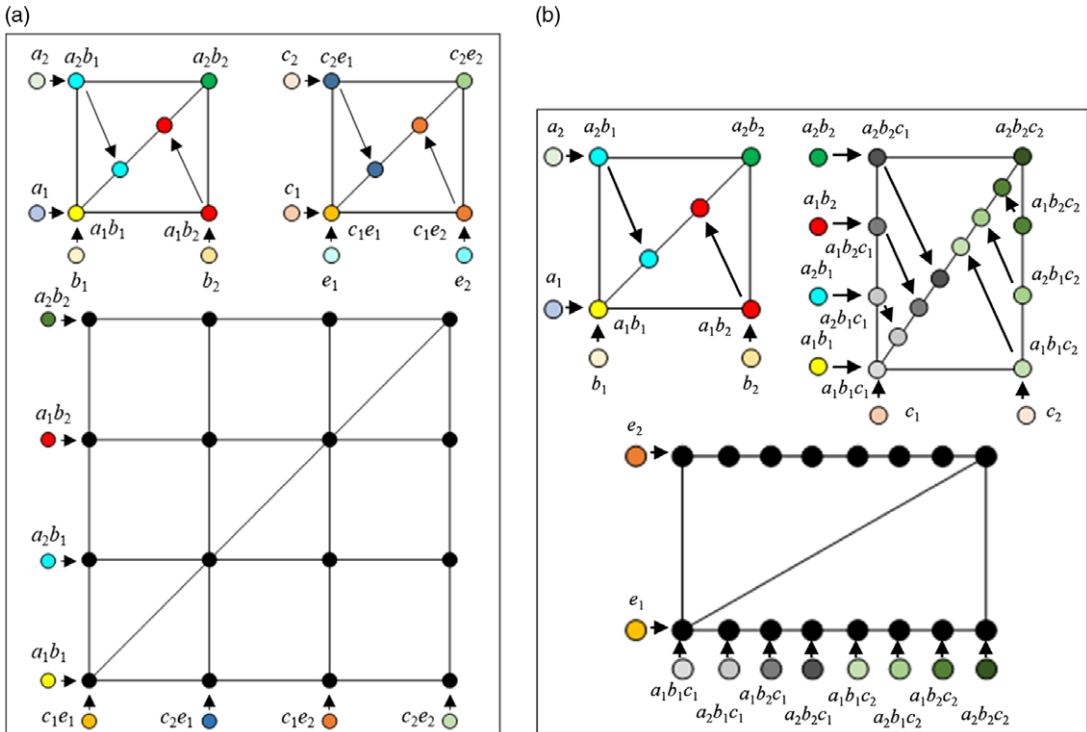 (a)
a₂ a₂b₁ a₂b₂ c₂ c₂e₁ c₂e₂
a₁ a₁b₁ a₁b₂ c₁ c₁e₁ c₁e₂
b₁ b₂ e₁ e₂
a₂b₂
a₁b₂
a₂b₁
a₁b₁
c₁e₁ c₂e₁ c₁e₂ c₂e₂
(b)
a₂ a₂b₁ a₂b₂
a₁ a₁b₁ a₁b₂
b₁ b₂
a₂b₂ a₂b₂c₁ a₂b₂c₂
a₁b₂ a₁b₂c₁ a₁b₂c₂
a₂b₁ a₂b₁c₁ a₂b₁c₂
a₁b₁ a₁b₁c₁ a₁b₁c₂
c₁ c₂
e₂
e₁
a₁b₁c₁ a₁b₂c₁ a₁b₁c₂ a₁b₂c₂
a₂b₁c₁ a₂b₂c₁ a₂b₁c₂ a₂b₂c₂